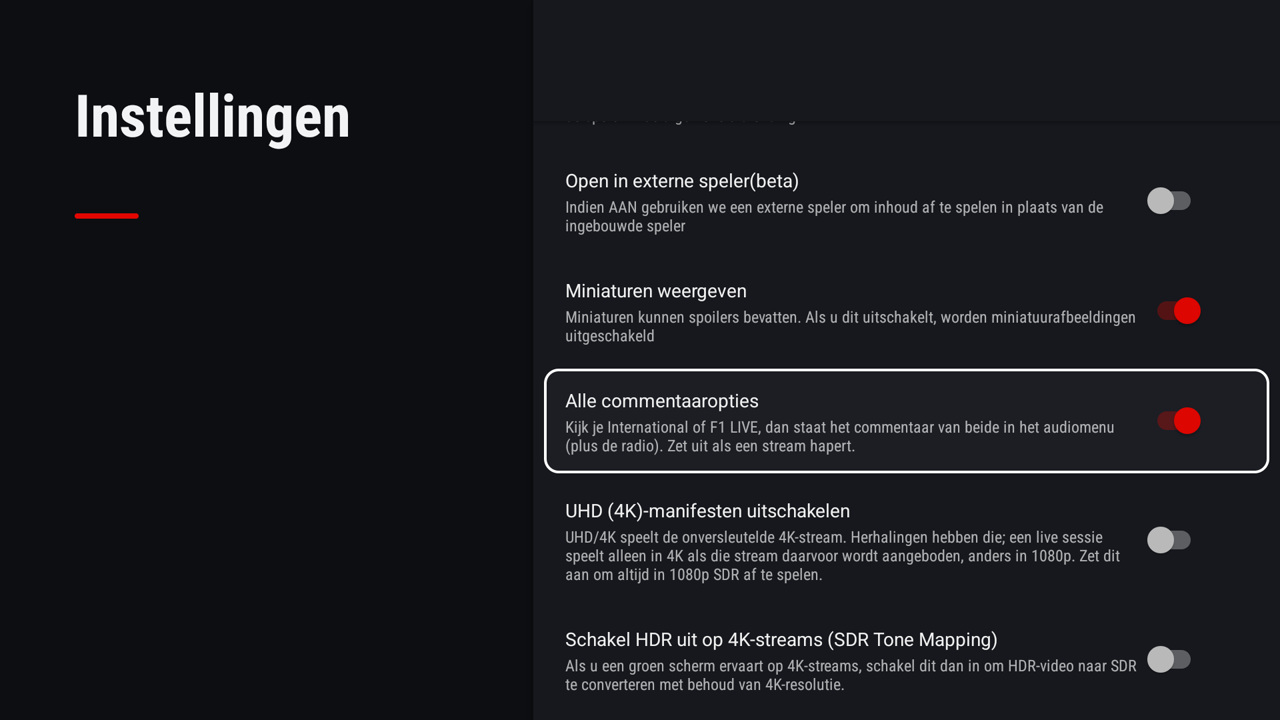 Instellingen
Open in externe speler(beta)
Indien AAN gebruiken we een externe speler om inhoud af te spelen in plaats van de
ingebouwde speler
Miniaturen weergeven
Miniaturen kunnen spoilers bevatten. Als u dit uitschakelt, worden miniatuurafbeeldingen
uitgeschakeld
Alle commentaaropties
Kijk je International of F1 LIVE, dan staat het commentaar van beide in het audiomenu
(plus de radio). Zet uit als een stream hapert.
UHD (4K)-manifesten uitschakelen
UHD/4K speelt de onversleutelde 4K-stream. Herhalingen hebben die; een live sessie
speelt alleen in 4K als die stream daarvoor wordt aangeboden, anders in 1080p. Zet dit
aan om altijd in 1080p SDR af te spelen.
Schakel HDR uit op 4K-streams (SDR Tone Mapping)
Als u een groen scherm ervaart op 4K-streams, schakel dit dan in om HDR-video naar SDR
te converteren met behoud van 4K-resolutie.